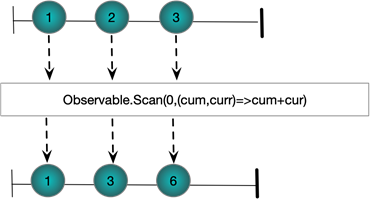 1 2 3
Observable.Scan(0,(cum,curr)=>cum+cur)
1 3 6